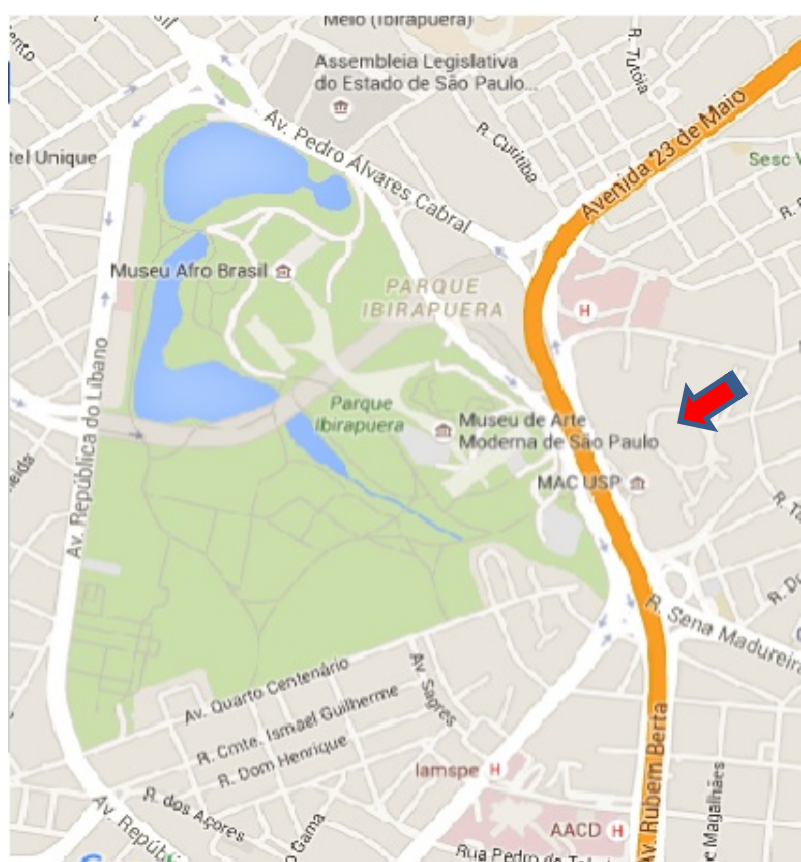 Melo (Ibirapuera)
Assembleia Legislativa
do Estado de São Paulo...
R. Tutóia
R. Curitiba
Avenida 23 de Maio
Sesc V
Av. Pedro Álvares Cabral
tel Unique
Museu Afro Brasil
PARQUE
IBIRAPUERA
H
Av. República do Líbano
Parque
Ibirapuera
Museu de Arte
Moderna de São Paulo
MAC USP
R. Sena Madureira
Av. Quarto Centenário
Av. Sagres
R. Cmte. Ismael Guilherme
R. Dom Henrique
Iamspe H
R. dos Açores
Av. Repúbl
Gama
AACD H
Av. Rubem Berta
e Magalhães
Rua Pedro de T